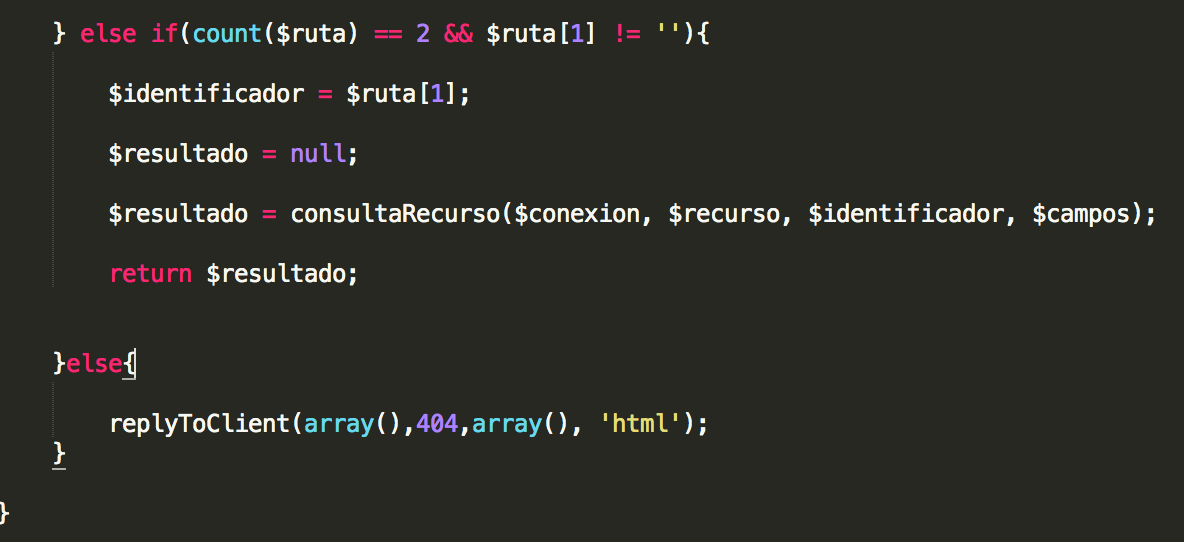 } else if(count($ruta) == 2 && $ruta[1] != ''){
$identificador = $ruta[1];
$resultado = null;
$resultado = consultaRecurso($conexion, $recurso, $identificador, $campos);
return $resultado;
}else{
replyToClient(array(),404,array(), 'html');
}
}